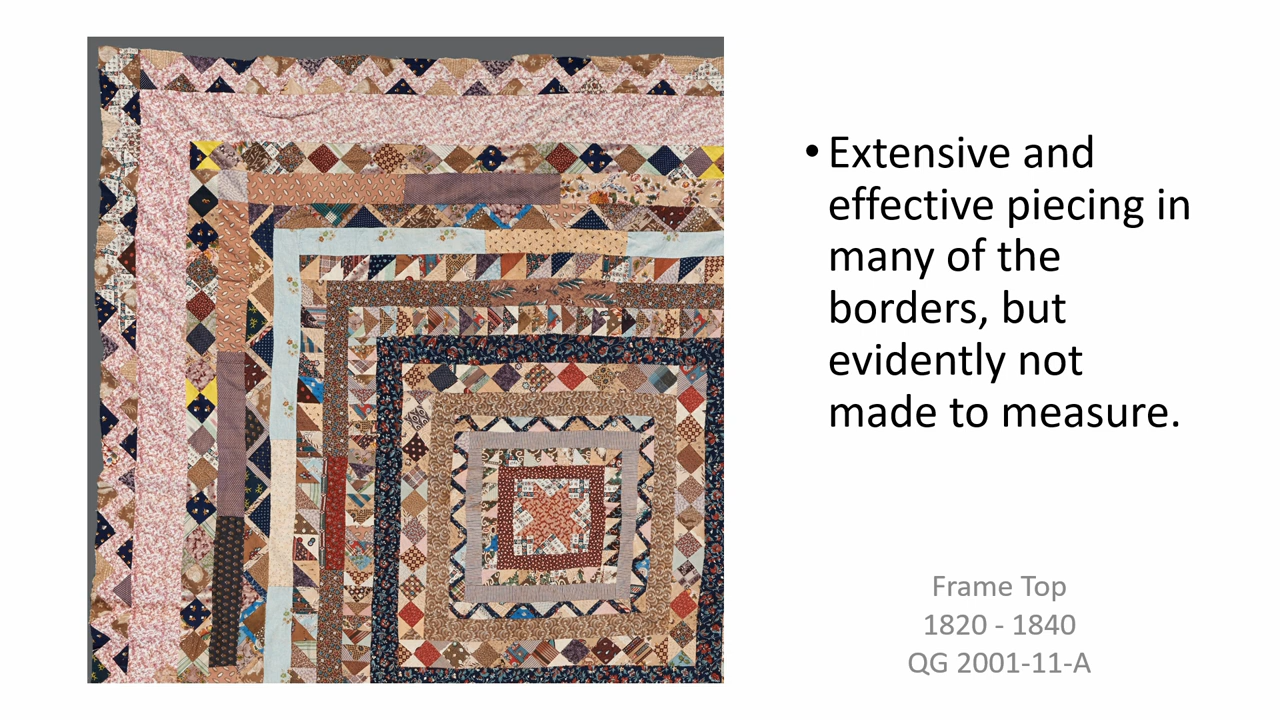 • Extensive and
effective piecing in
many of the
borders, but
evidently not
made to measure.
Frame Top
1820 - 1840
QG 2001-11-A